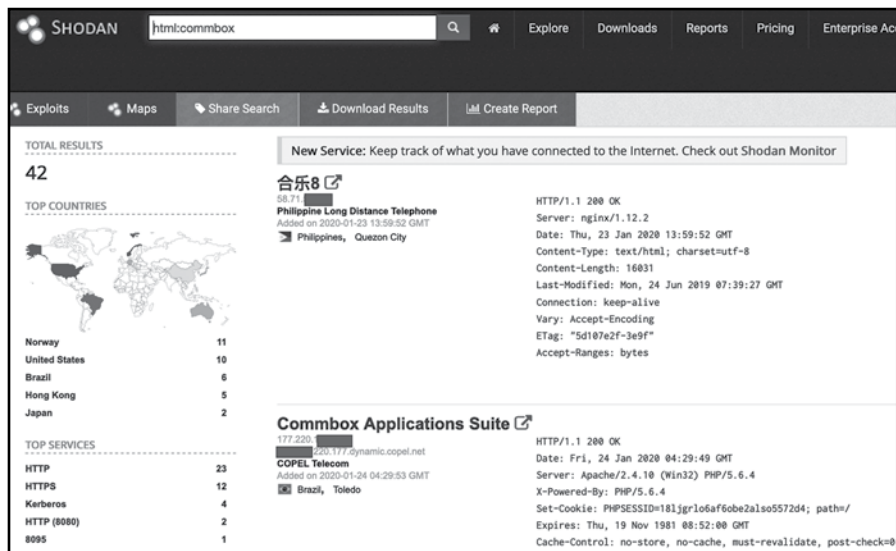 SHODAN
html:commbox
Explore Downloads Reports Pricing Enterprise
Exploits Maps Share Search Download Results Create Report
TOTAL RESULTS
42
TOP COUNTRIES
Norway 11
United States 10
Brazil 6
Hong Kong 5
Japan 2
TOP SERVICES
HTTP 23
HTTPS 12
Kerberos 4
HTTP (8080) 2
8095 1
New Service: Keep track of what you have connected to the Internet. Check out Shodan Monitor
合乐8
58.71.
Philippine Long Distance Telephone
Added on 2020-01-23 13:59:52 GMT
Philippines, Quezon City
HTTP/1.1 200 OK
Server: nginx/1.12.2
Date: Thu, 23 Jan 2020 13:59:52 GMT
Content-Type: text/html; charset=utf-8
Content-Length: 16031
Last-Modified: Mon, 24 Jun 2019 07:39:27 GMT
Connection: keep-alive
Vary: Accept-Encoding
ETag: "5d107e2f-3e9f"
Accept-Ranges: bytes
Commbox Applications Suite
177.220.
220.177.dynamic.copel.net
COPEL Telecom
Added on 2020-01-24 04:29:53 GMT
Brazil, Toledo
HTTP/1.1 200 OK
Date: Fri, 24 Jan 2020 04:29:49 GMT
Server: Apache/2.4.10 (Win32) PHP/5.6.4
X-Powered-By: PHP/5.6.4
Set-Cookie: PHPSESSID=18ljgrlo6af6obe2also5572d4; path=/
Expires: Thu, 19 Nov 1981 08:52:00 GMT
Cache-Control: no-store, no-cache, must-revalidate, post-check=0